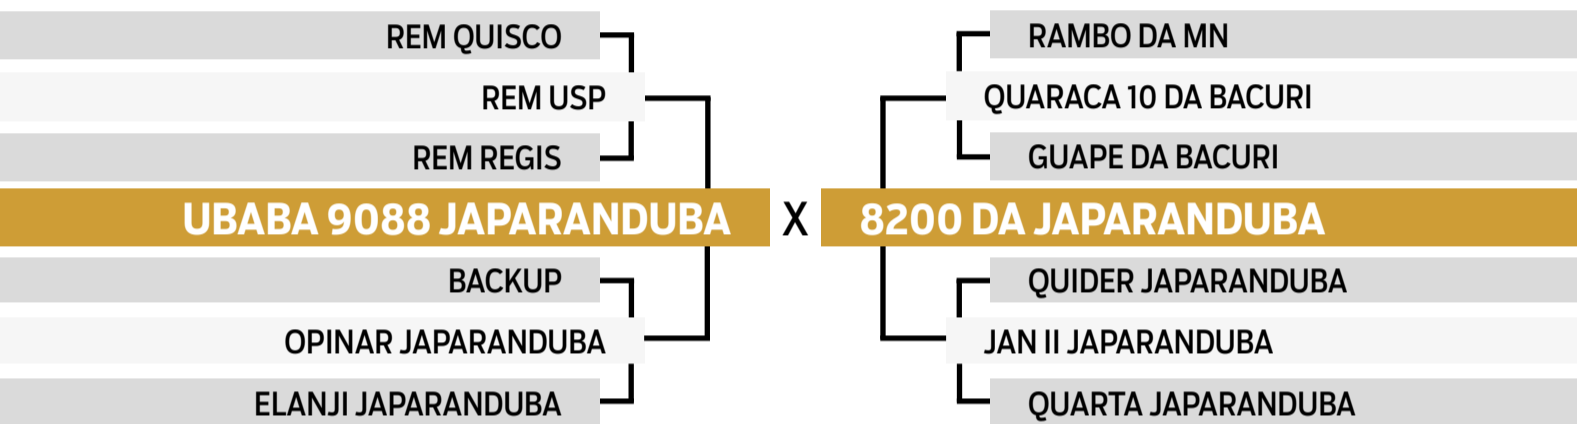 REM QUISCO
REM USP
REM REGIS
UBABA 9088 JAPARANDUBA
BACKUP
OPINAR JAPARANDUBA
ELANJI JAPARANDUBA
X
RAMBO DA MN
QUARACA 10 DA BACURI
GUAPE DA BACURI
8200 DA JAPARANDUBA
QUIDER JAPARANDUBA
JAN II JAPARANDUBA
QUARTA JAPARANDUBA